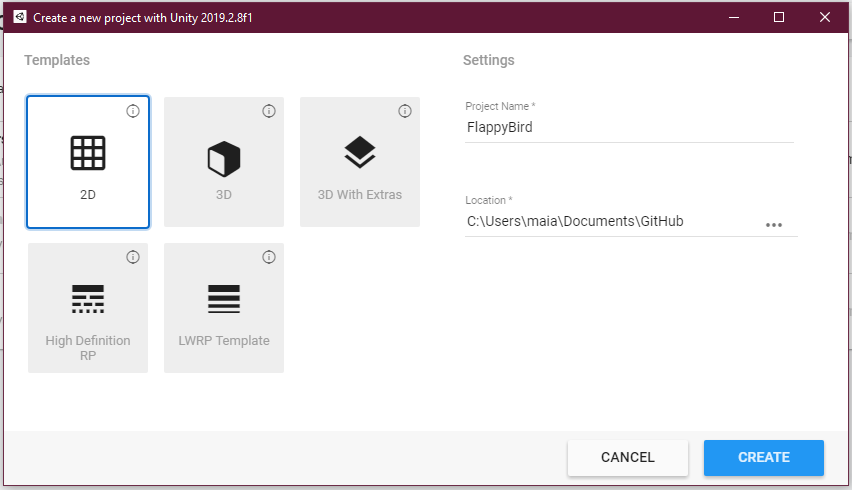 Create a new project with Unity 2019.2.8f1
Templates
Settings
2D
3D
3D With Extras
High Definition
RP
LWRP Template
Project Name *
FlappyBird
Location *
C:\Users\maia\Documents\GitHub
CANCEL
CREATE